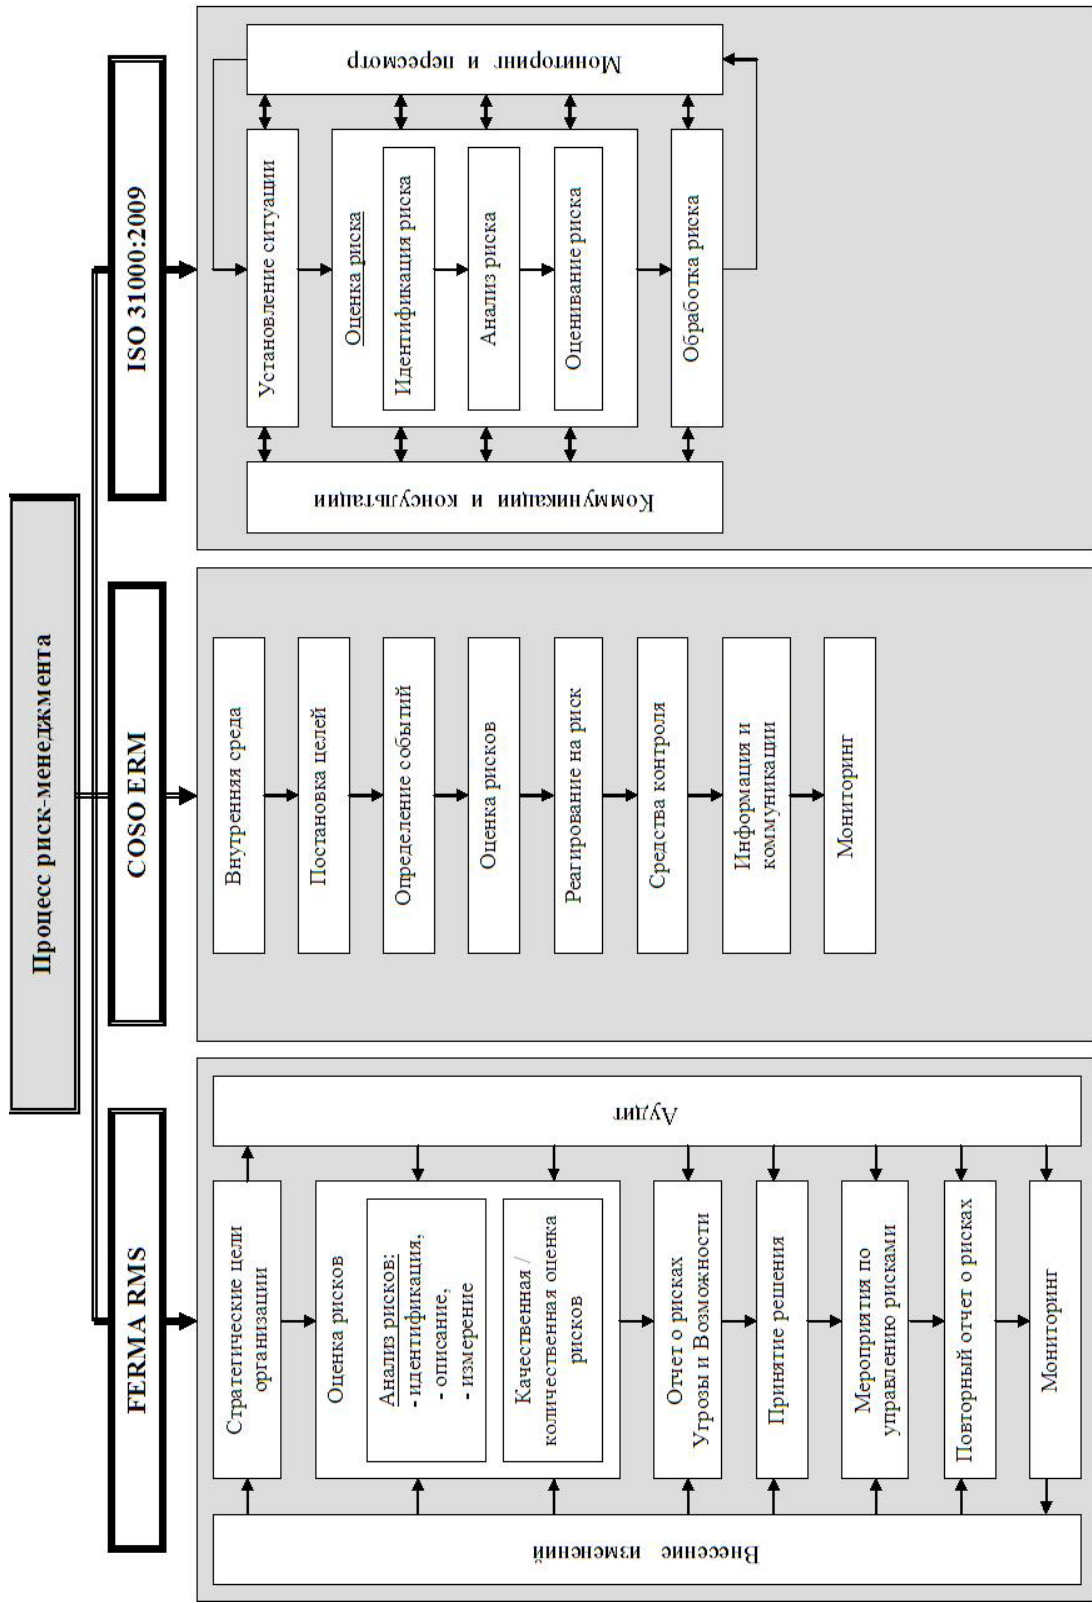 Процесс риск-менеджмента
FERMA RMS
Стратегические цели
организации
Оценка рисков
Анализ рисков:
- идентификация,
- описание,
- измерение
Качественная /
количественная оценка
рисков
Отчет о рисках
Угрозы и Возможности
Принятие решения
Мероприятия по
управлению рисками
Повторный отчет о рисках
Мониторинг
Внесение изменений
Аудит
COSO ERM
Внутренняя среда
Постановка целей
Определение событий
Оценка рисков
Реагирование на риск
Средства контроля
Информация и
коммуникации
Мониторинг
ISO 31000:2009
Коммуникации и консультации
Установление ситуации
Оценка риска
Идентификация риска
Анализ риска
Оценивание риска
Обработка риска
Мониторинг и пересмотр